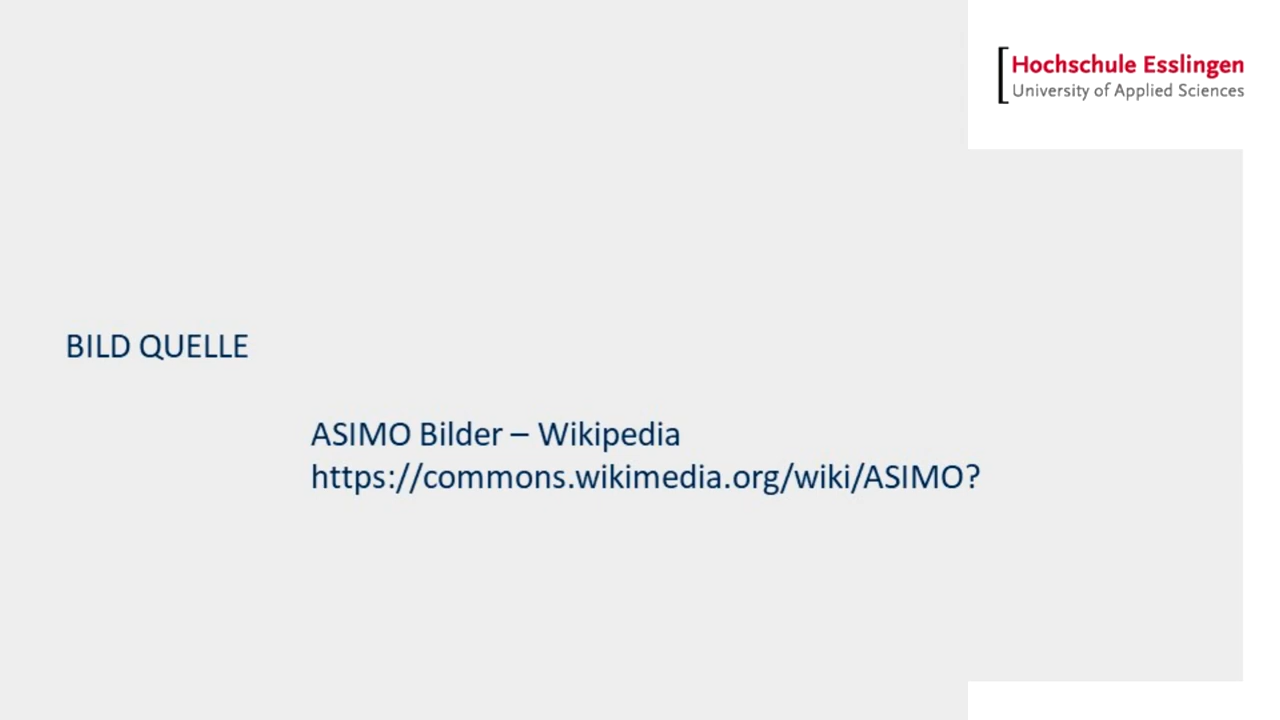 Hochschule Esslingen
University of Applied Sciences
BILD QUELLE
ASIMO Bilder – Wikipedia
https://commons.wikimedia.org/wiki/ASIMO?